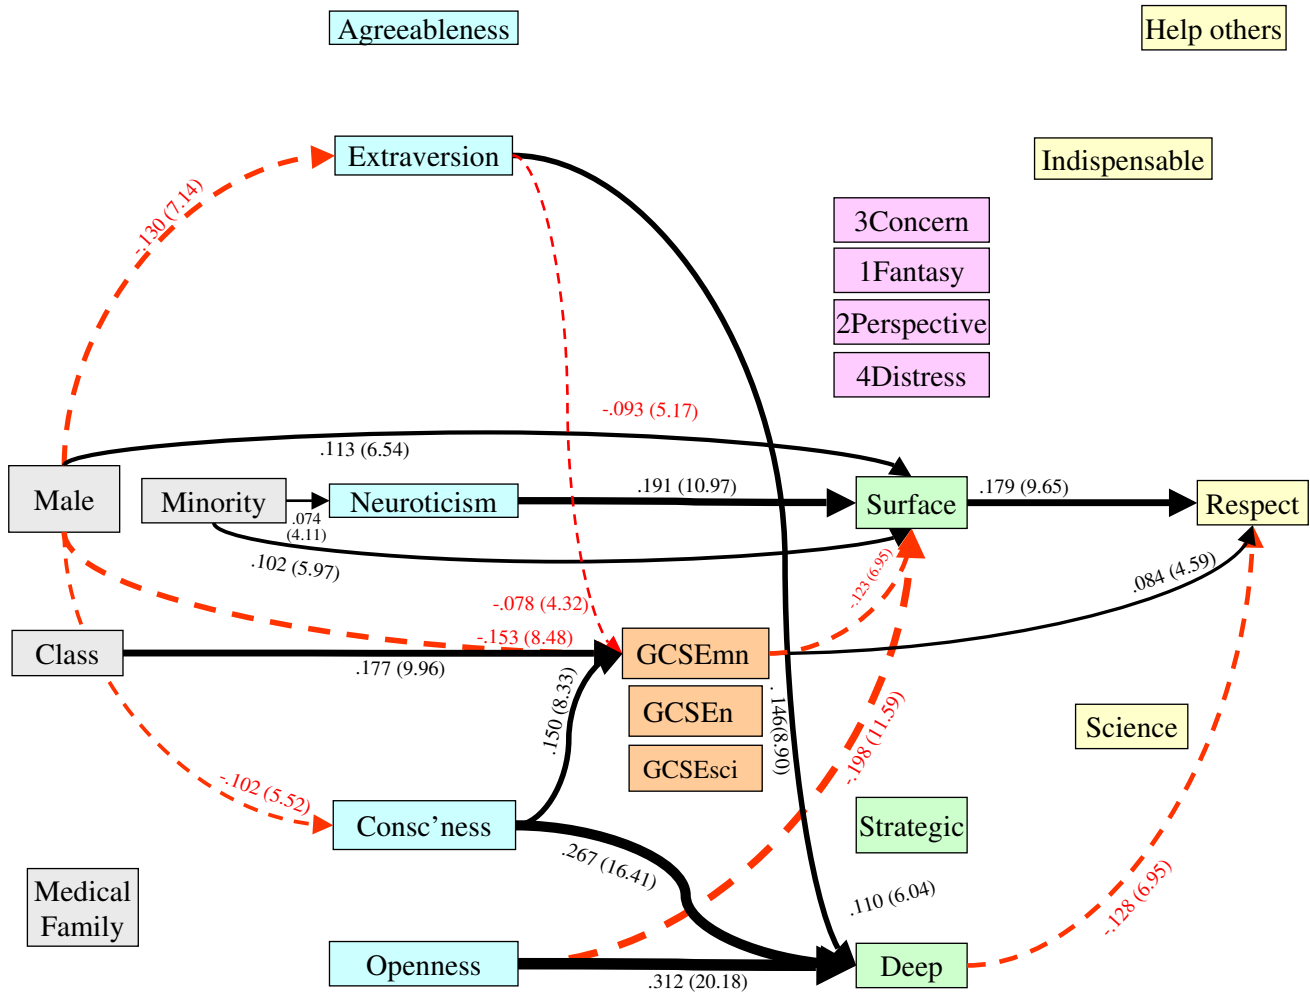 Agreeableness
Help others
Extraversion
Indispensable
-.130 (7.14)
3Concern
1Fantasy
2Perspective
4Distress
-.093 (5.17)
.113 (6.54)
Male
Minority
Neuroticism
.191 (10.97)
Surface
.179 (9.65)
Respect
.074
(4.11)
.102 (5.97)
-.123 (6.95)
.084 (4.59)
-.078 (4.32)
-.153 (8.48)
Class
.177 (9.96)
GCSEmn
.150 (8.33)
GCSEn
.146(8.90)
-.198 (11.59)
Science
GCSEsci
-.102 (5.52)
Consc’ness
Strategic
.267 (16.41)
Medical
Family
.110 (6.04)
-.128 (6.95)
Openness
.312 (20.18)
Deep